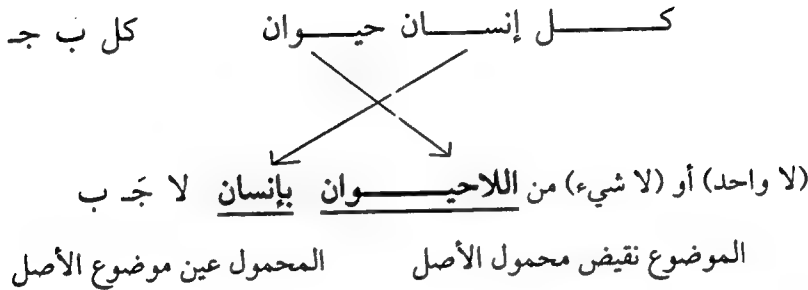 كل إنسان حيوان كل ب جـ
(لا واحد) أو (لا شيء) من اللاحيوان بإنسان لا جَـ ب
الموضوع نقيض محمول الأصل المحمول عين موضوع الأصل